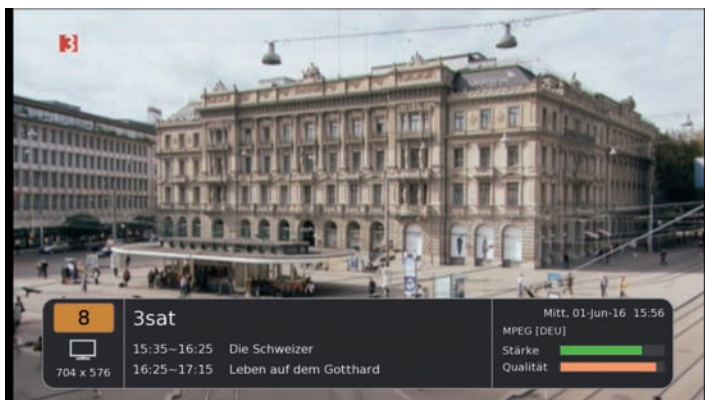 3
8
3sat
Mitt, 01-Jun-16 15:56
MPEG [DEU]
15:35~16:25 Die Schweizer
Stärke
704 x 576
16:25~17:15 Leben auf dem Gotthard
Qualität